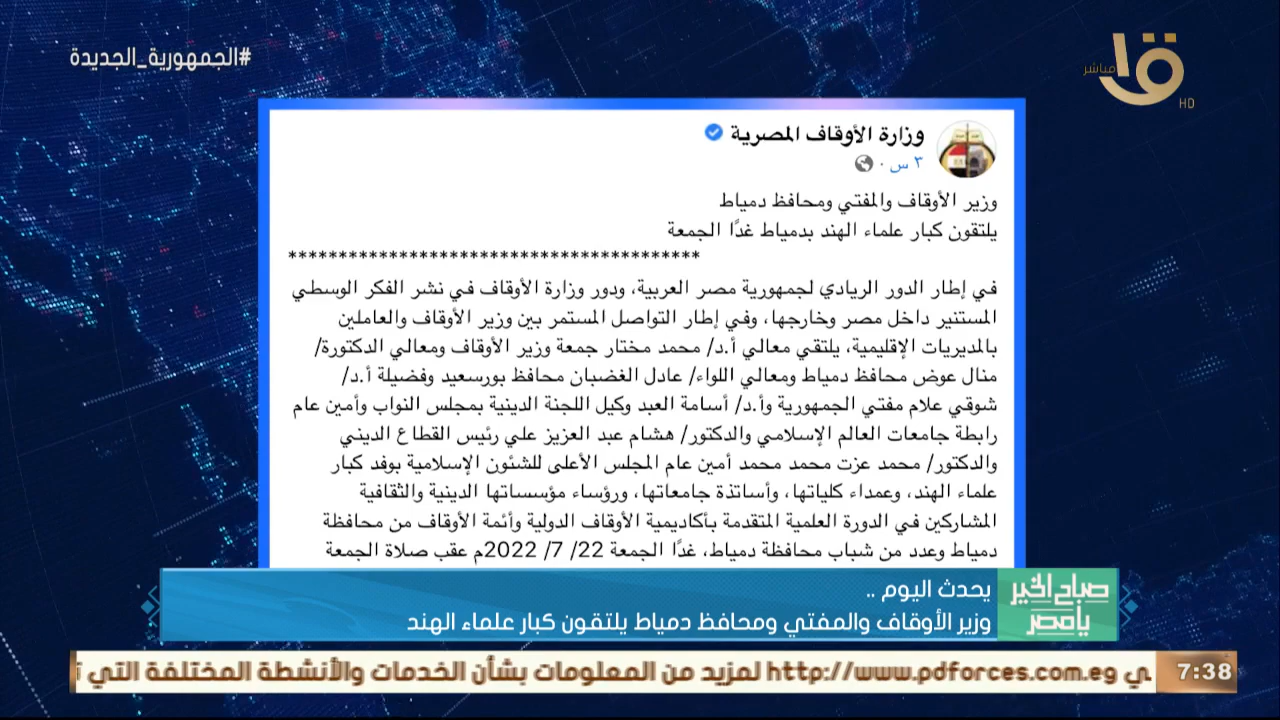 #الجمهورية_الجديدة
مباشر
HD
وزارة الأوقاف المصرية
٣ س ·
وزير الأوقاف والمفتي ومحافظ دمياط
يلتقون كبار علماء الهند بدمياط غدًا الجمعة
*****************************************
في إطار الدور الريادي لجمهورية مصر العربية، ودور وزارة الأوقاف في نشر الفكر الوسطي
المستنير داخل مصر وخارجها، وفي إطار التواصل المستمر بين وزير الأوقاف والعاملين
بالمديريات الإقليمية، يلتقي معالي أ.د/ محمد مختار جمعة وزير الأوقاف ومعالي الدكتورة/
منال عوض محافظ دمياط ومعالي اللواء/ عادل الغضبان محافظ بورسعيد وفضيلة أ.د/
شوقي علام مفتي الجمهورية وأ.د/ أسامة العبد وكيل اللجنة الدينية بمجلس النواب وأمين عام
رابطة جامعات العالم الإسلامي والدكتور/ هشام عبد العزيز علي رئيس القطاع الديني
والدكتور/ محمد عزت محمد محمد أمين عام المجلس الأعلى للشئون الإسلامية بوفد كبار
علماء الهند، وعمداء كلياتها، وأساتذة جامعاتها، ورؤساء مؤسساتها الدينية والثقافية
المشاركين في الدورة العلمية المتقدمة بأكاديمية الأوقاف الدولية وأئمة الأوقاف من محافظة
دمياط وعدد من شباب محافظة دمياط، غدًا الجمعة 22/ 7/ 2022م عقب صلاة الجمعة
صباح الخير
يا مصر
يحدث اليوم ..
وزير الأوقاف والمفتي ومحافظ دمياط يلتقون كبار علماء الهند
7:38
http://www.pdforces.com.eg لمزيد من المعلومات بشأن الخدمات والأنشطة المختلفة التي